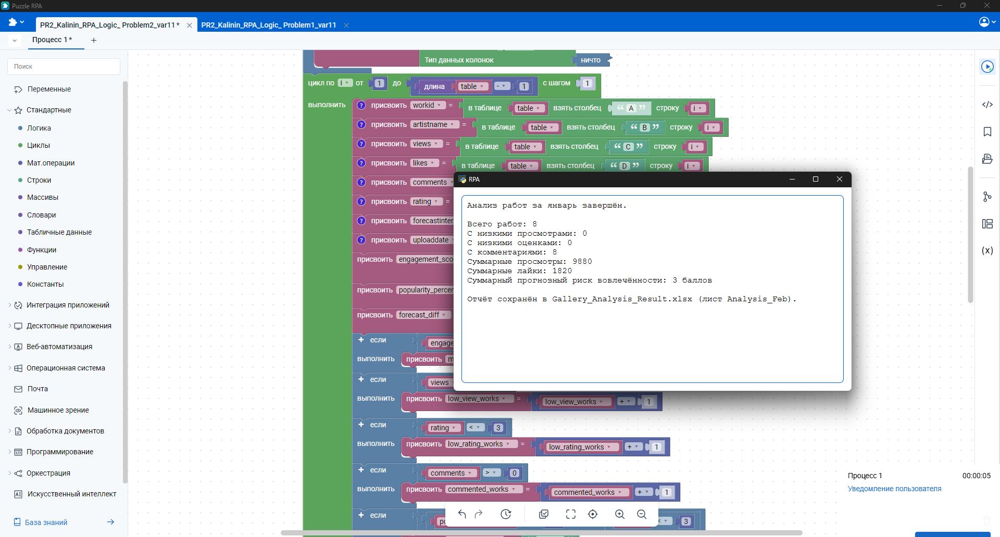 Puzzle RPA
PR2_Kalinin_RPA_Logic_ Problem2_var11 *
PR2_Kalinin_RPA_Logic_ Problem1_var11
Процесс 1 *
Поиск
Переменные
Стандартные
Логика
Циклы
Мат.операции
Строки
Массивы
Словари
Табличные данные
Функции
Управление
Константы
Интеграция приложений
Десктопные приложения
Веб-автоматизация
Операционная система
Почта
Машинное зрение
Обработка документов
Программирование
Оркестрация
Искусственный интеллект
База знаний
Тип данных колонок ничто
цикл по i от 1 до длина table - 1 с шагом 1
выполнить
присвоить workid = в таблице table взять столбец “ A ” строку i
присвоить artistname = в таблице table взять столбец “ B ” строку i
присвоить views = в таблице table взять столбец “ C ” строку i
присвоить likes = в таблице table взять столбец “ D ” строку i
присвоить comments
присвоить rating =
присвоить forecastinter
присвоить uploaddate
присвоить engagement_sco
присвоить popularity_percer
присвоить forecast_diff
+ если engage
выполнить присвоить m
+ если views
выполнить присвоить low_view_works = low_view_works + 1
+ если rating < 3
выполнить присвоить low_rating_works = low_rating_works + 1
+ если comments > 0
выполнить присвоить commented_works = commented_works + 1
+ если po < 3
RPA
Анализ работ за январь завершён.
Всего работ: 8
С низкими просмотрами: 0
С низкими оценками: 0
С комментариями: 8
Суммарные просмотры: 9880
Суммарные лайки: 1820
Суммарный прогнозный риск вовлечённости: 3 баллов
Отчёт сохранён в Gallery_Analysis_Result.xlsx (лист Analysis_Feb).
Процесс 1 00:00:05
Уведомление пользователя